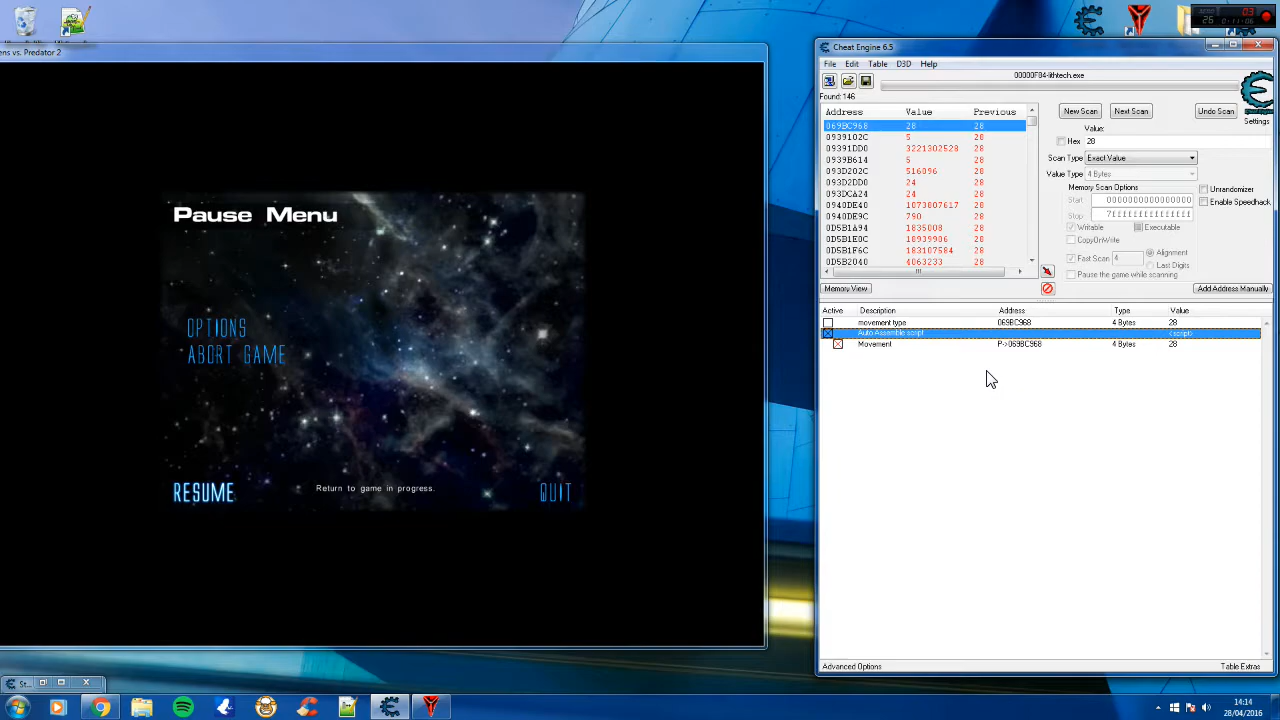 ens vs. Predator 2
Pause Menu
OPTIONS
ABORT GAME
RESUME
Return to game in progress.
QUIT
03
Cheat Engine 6.5
File Edit Table D3D Help
00000F84-lithtech.exe
Found: 146
Address Value Previous
069BC968 28 28
0939102C 5 28
09391DD0 3221302528 28
0939B614 5 28
093D202C 516096 28
093D2DD0 24 28
093DCA24 24 28
0940DE40 1073807617 28
0940DE9C 790 28
0D5B1A94 1835008 28
0D5B1E0C 18939906 28
0D5B1F6C 183107584 28
0D5B2040 4063233 28
New Scan Next Scan Undo Scan
Settings
Value:
Hex 28
Scan Type Exact Value
Value Type 4 Bytes
Memory Scan Options
Start 0000000000000000
Stop 7fffffffffffffff
Writable Executable
CopyOnWrite
Fast Scan 4 Alignment
Last Digits
Pause the game while scanning
Unrandomizer
Enable Speedhack
Memory View
Add Address Manually
Active Description Address Type Value
movement type 069BC968 4 Bytes 28
Auto Assemble script <script>
Movement P->069BC968 4 Bytes 28
Advanced Options Table Extras
St...
14:14
28/04/2016